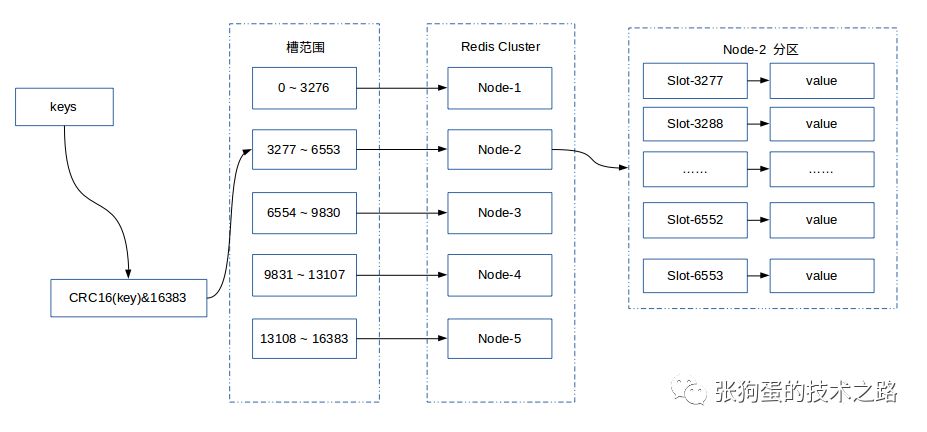 keys
CRC16(key)&16383
槽范围
0 ~ 3276
3277 ~ 6553
6554 ~ 9830
9831 ~ 13107
13108 ~ 16383
Redis Cluster
Node-1
Node-2
Node-3
Node-4
Node-5
Node-2 分区
Slot-3277 value
Slot-3288 value
...... ......
Slot-6552 value
Slot-6553 value
张狗蛋的技术之路